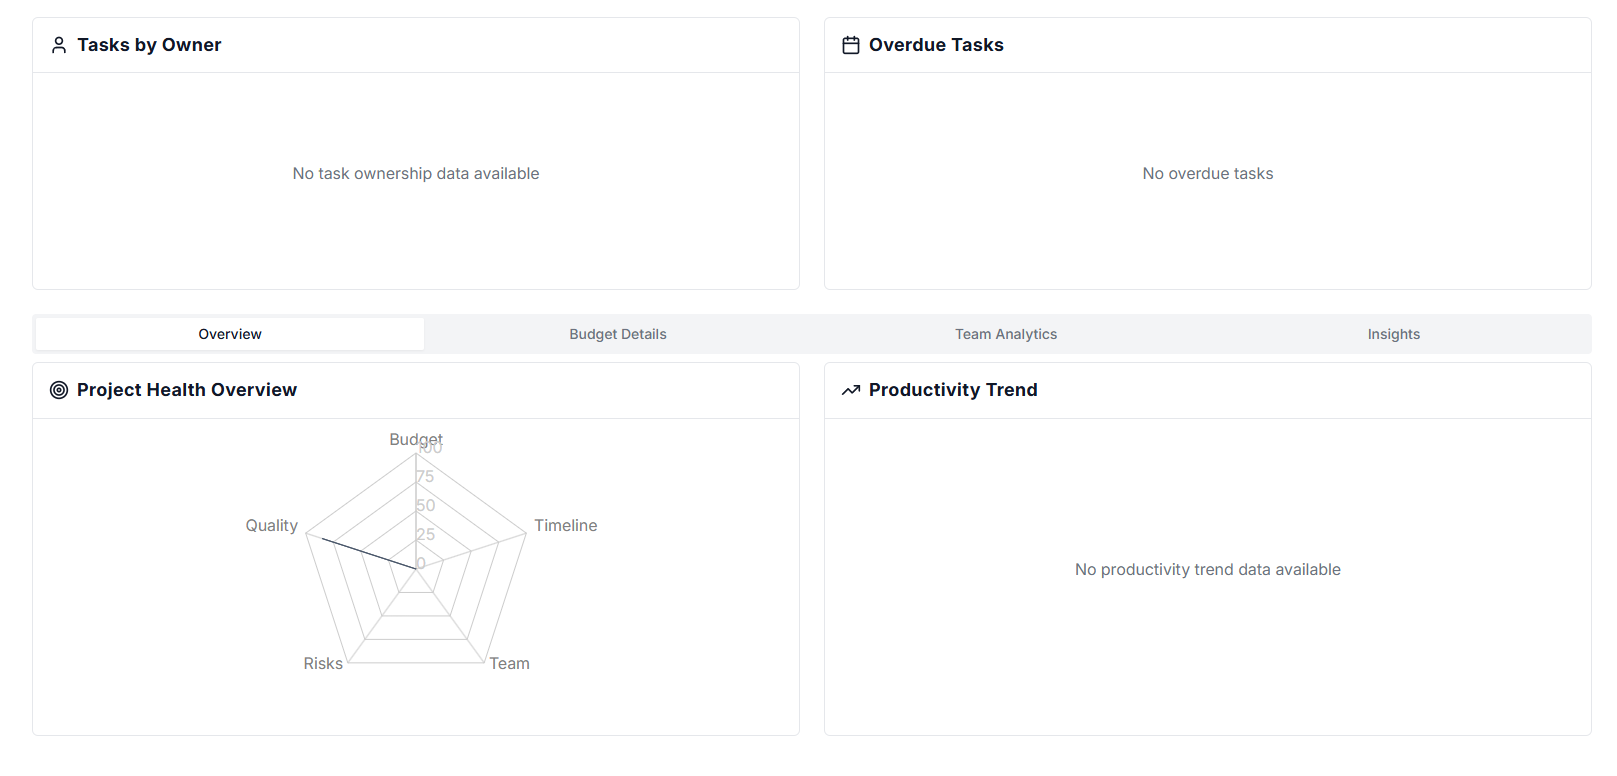 Tasks by Owner
Overdue Tasks
No task ownership data available
No overdue tasks
Overview
Budget Details
Team Analytics
Insights
Project Health Overview
Productivity Trend
Budget
100
75
Quality
50
Timeline
25
0
No productivity trend data available
Risks
Team